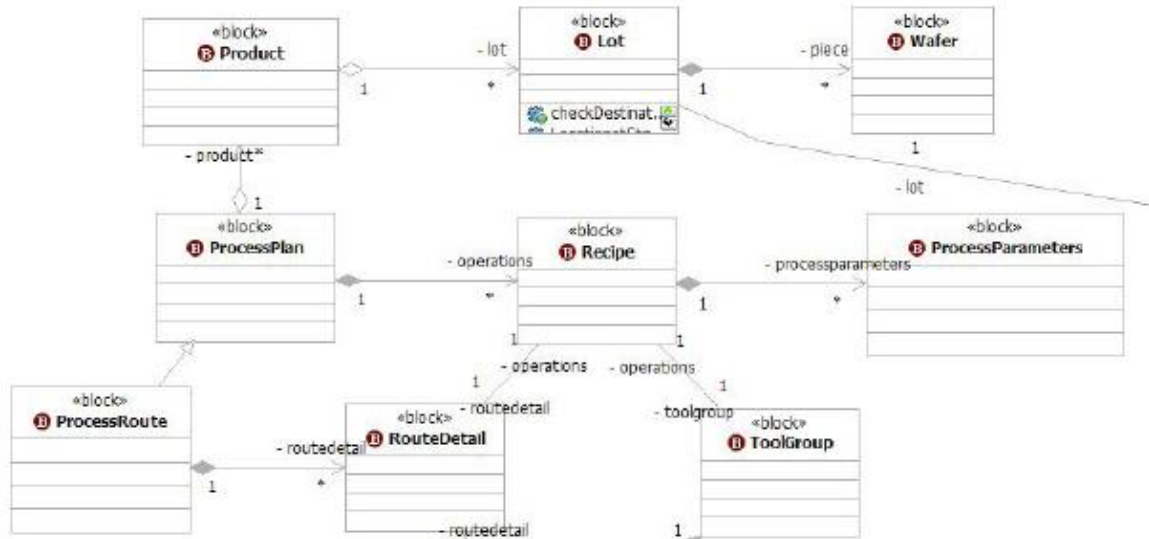 «block»
B Product
«block»
B Lot
«block»
B Wafer
- lot
- piece
1
*
1
*
checkDestinat...
1
- product*
- lot
1
«block»
B ProcessPlan
«block»
B Recipe
«block»
B ProcessParameters
- operations
- processparameters
1
*
1
*
1
1
- operations
- operations
«block»
B ProcessRoute
1
- routedetail
1
- toolgroup
«block»
B RouteDetail
«block»
B ToolGroup
- routedetail
1
*
- routedetail
1